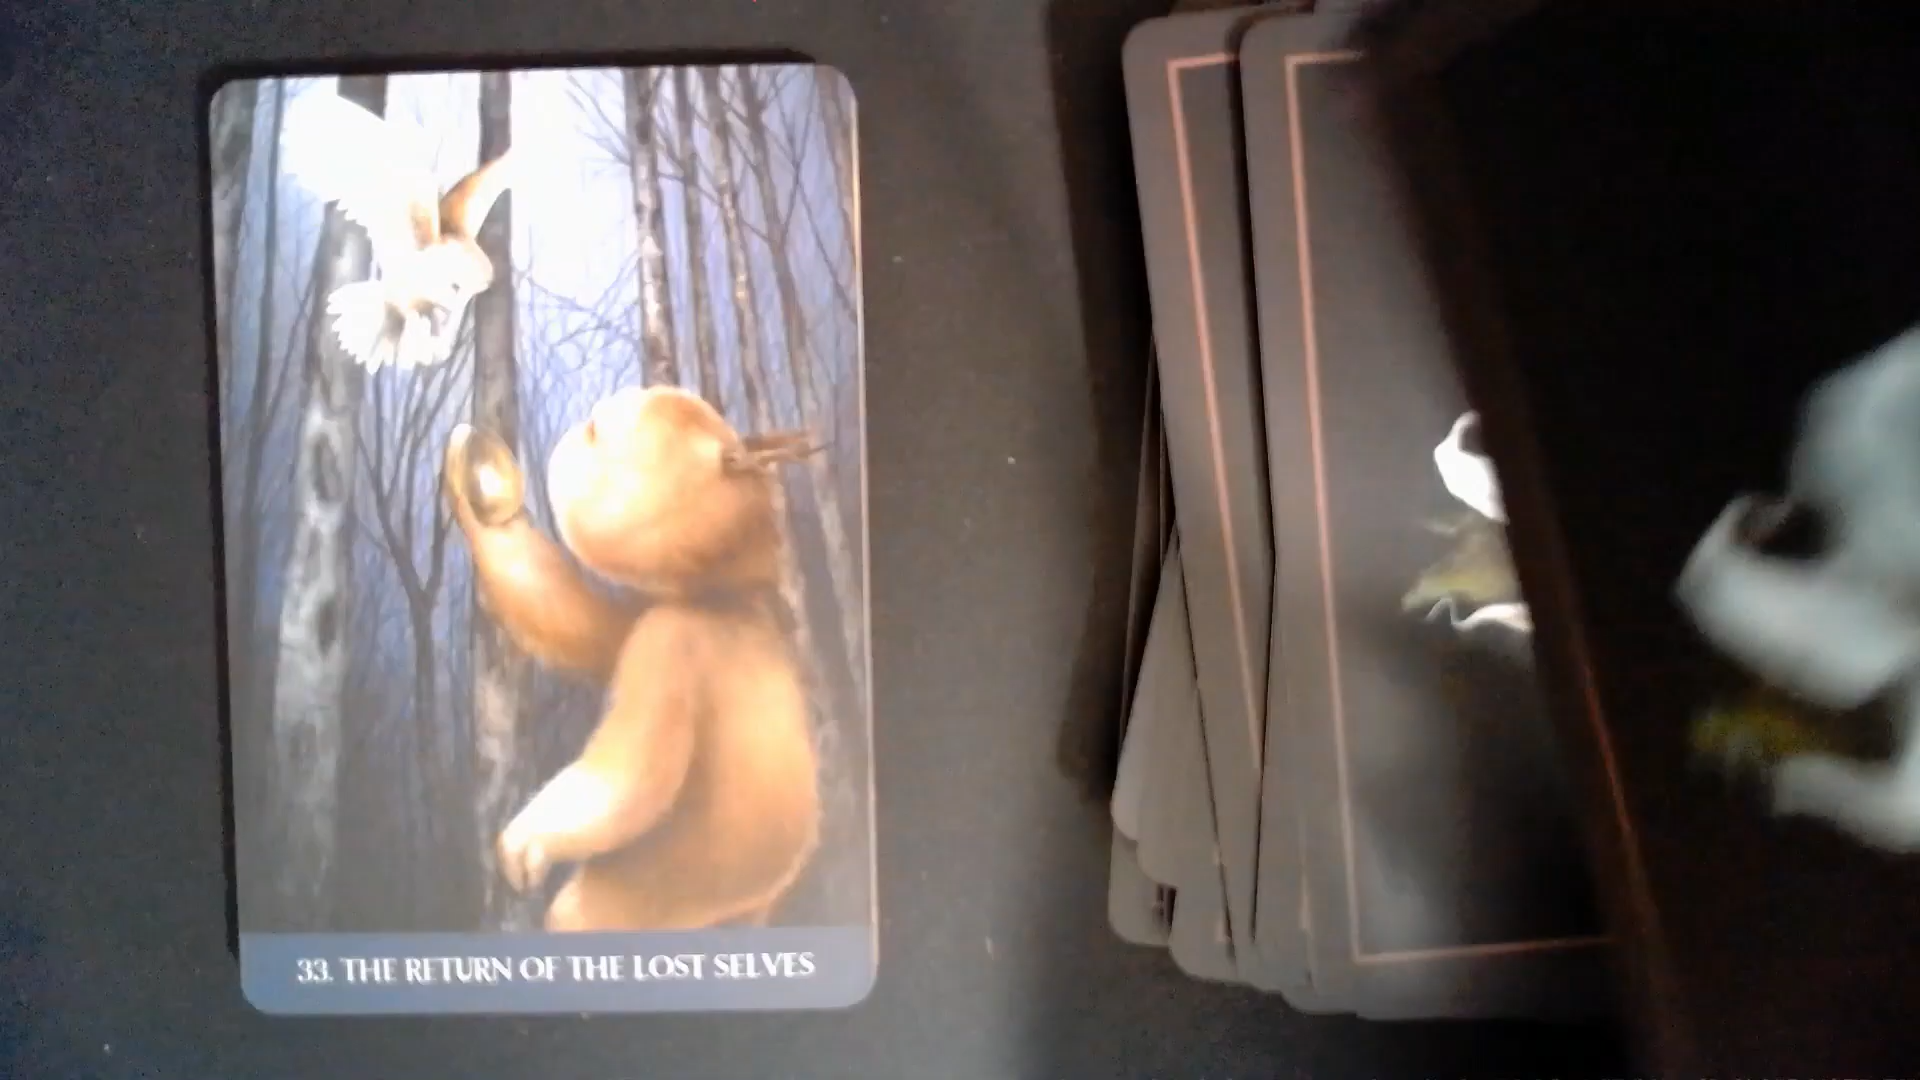 33. THE RETURN OF THE LOST SELVES